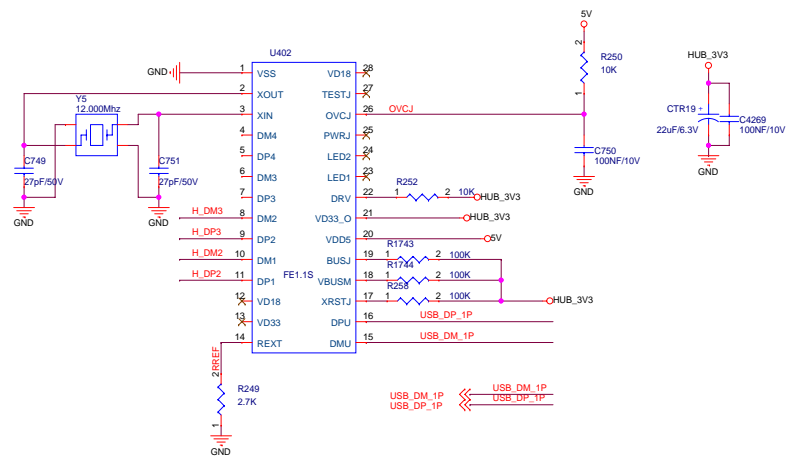 5V
2
R250
10K
1
HUB_3V3
CTR19
+
22uF/6.3V
C4269
100NF/10V
GND
U402
GND
1
VSS
VD18
28
2
XOUT
TESTJ
27
3
XIN
OVCJ
26
OVCJ
4
DM4
PWRJ
25
5
DP4
LED2
24
6
DM3
LED1
23
7
DP3
DRV
22
1
R252
2
10K
HUB_3V3
H_DM3
8
DM2
VD33_O
21
HUB_3V3
H_DP3
9
DP2
VDD5
20
5V
H_DM2
10
DM1
BUSJ
19
1
R1743
2
100K
H_DP2
11
DP1
FE1.1S
VBUSM
18
1
R1744
2
100K
12
VD18
XRSTJ
17
1
R258
2
100K
HUB_3V3
13
VD33
DPU
16
USB_DP_1P
14
REXT
DMU
15
USB_DM_1P
Y5
12.000Mhz
C749
27pF/50V
GND
C751
27pF/50V
GND
C750
100NF/10V
GND
RREF
2
R249
2.7K
1
GND
USB_DM_1P
USB_DM_1P
USB_DP_1P
USB_DP_1P